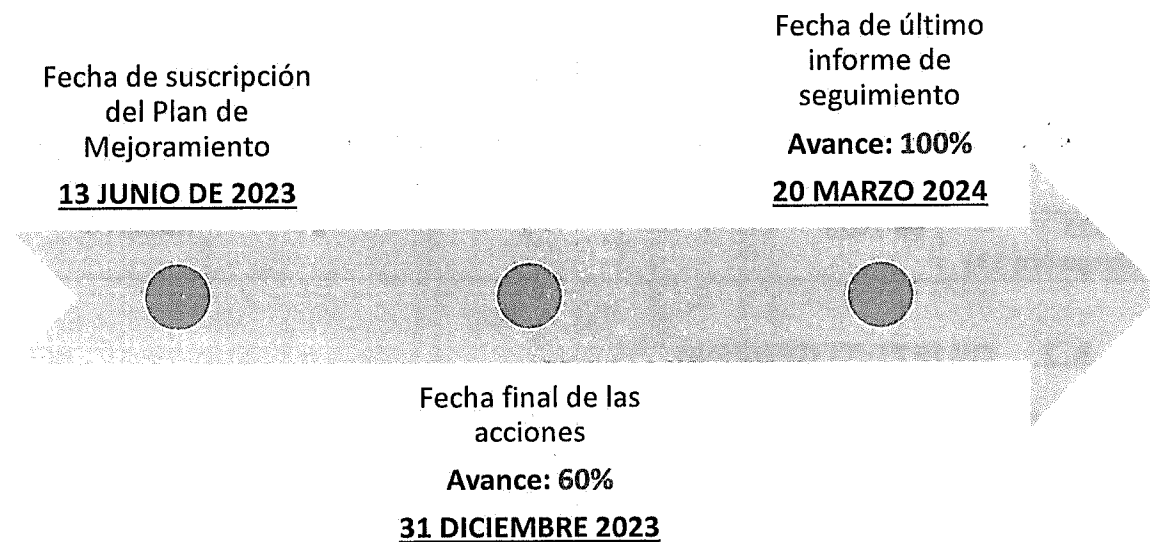 Fecha de suscripción
del Plan de
Mejoramiento
13 JUNIO DE 2023
Fecha final de las
acciones
Avance: 60%
31 DICIEMBRE 2023
Fecha de último
informe de
seguimiento
Avance: 100%
20 MARZO 2024